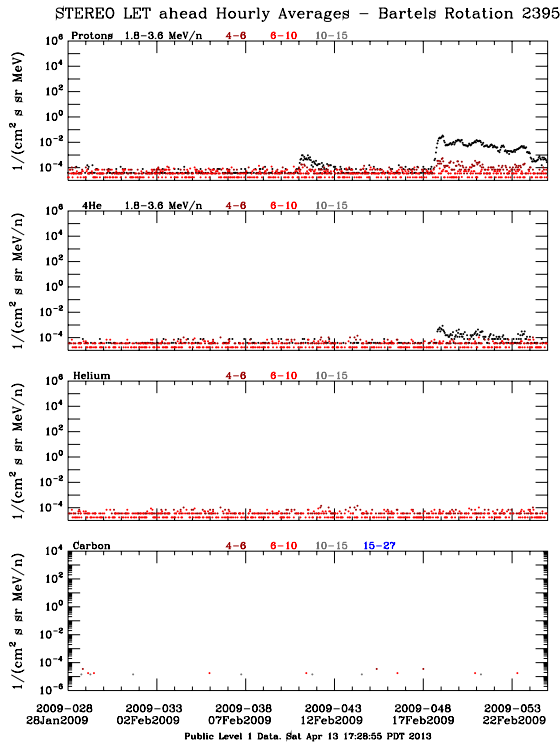 STEREO LET ahead Hourly Averages – Bartels Rotation 2395
Protons 1.8–3.6 MeV/n 4–6 6–10 10–15
1/(cm² s sr MeV)
10⁶
10⁴
10²
10⁰
10⁻²
10⁻⁴
4He 1.8–3.6 MeV/n 4–6 6–10 10–15
1/(cm² s sr MeV/n)
10⁶
10⁴
10²
10⁰
10⁻²
10⁻⁴
Helium 4–6 6–10 10–15
1/(cm² s sr MeV/n)
10⁶
10⁴
10²
10⁰
10⁻²
10⁻⁴
Carbon 4–6 6–10 10–15 15–27
1/(cm² s sr MeV/n)
10⁴
10²
10⁰
10⁻²
10⁻⁴
10⁻⁶
2009–028 2009–033 2009–038 2009–043 2009–048 2009–053
28Jan2009 02Feb2009 07Feb2009 12Feb2009 17Feb2009 22Feb2009
Public Level 1 Data. Sat Apr 13 17:28:55 PDT 2013